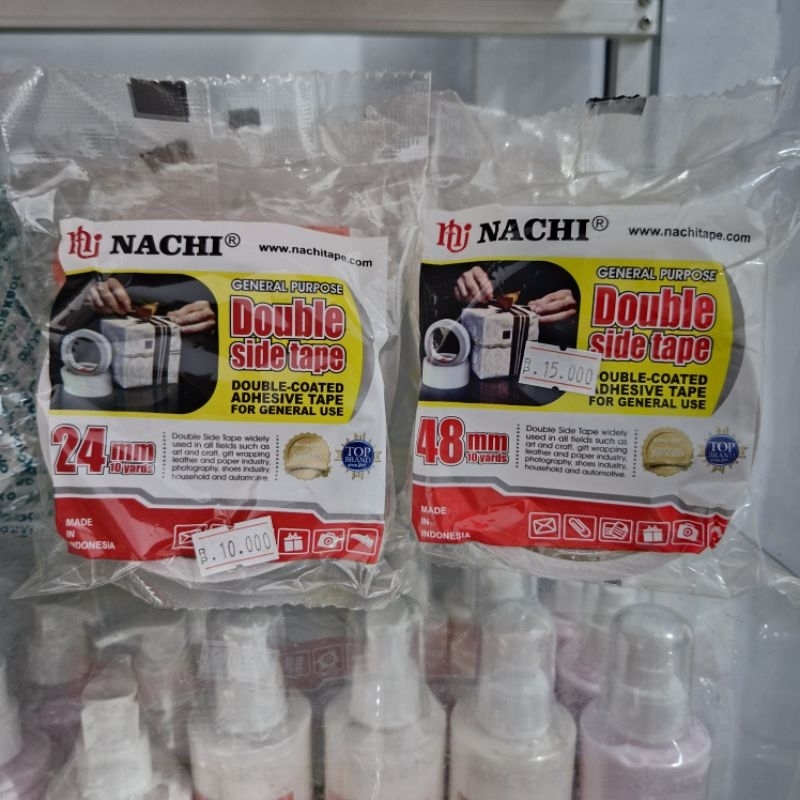 NACHI®
www.nachitape.com
GENERAL PURPOSE
Double
side tape
DOUBLE-COATED
ADHESIVE TAPE
FOR GENERAL USE
24 mm
10 yards
Double Side Tape widely
used in all fields such as
art and craft, gift wrapping
leather and paper industry,
photography, shoes industry,
household and automotive.
TOP
BRAND
MADE
IN
INDONESIA
RP.10.000
NACHI®
www.nachitape.com
GENERAL PURPOSE
Double
side tape
RP.15.000
OUBLE-COATED
ADHESIVE TAPE
FOR GENERAL USE
48 mm
10 yards
Double Side Tape widely
used in all fields such as
art and craft, gift wrapping
leather and paper industry,
photography, shoes industry,
household and automotive.
TOP
BRAND
MADE
IN
INDONESIA